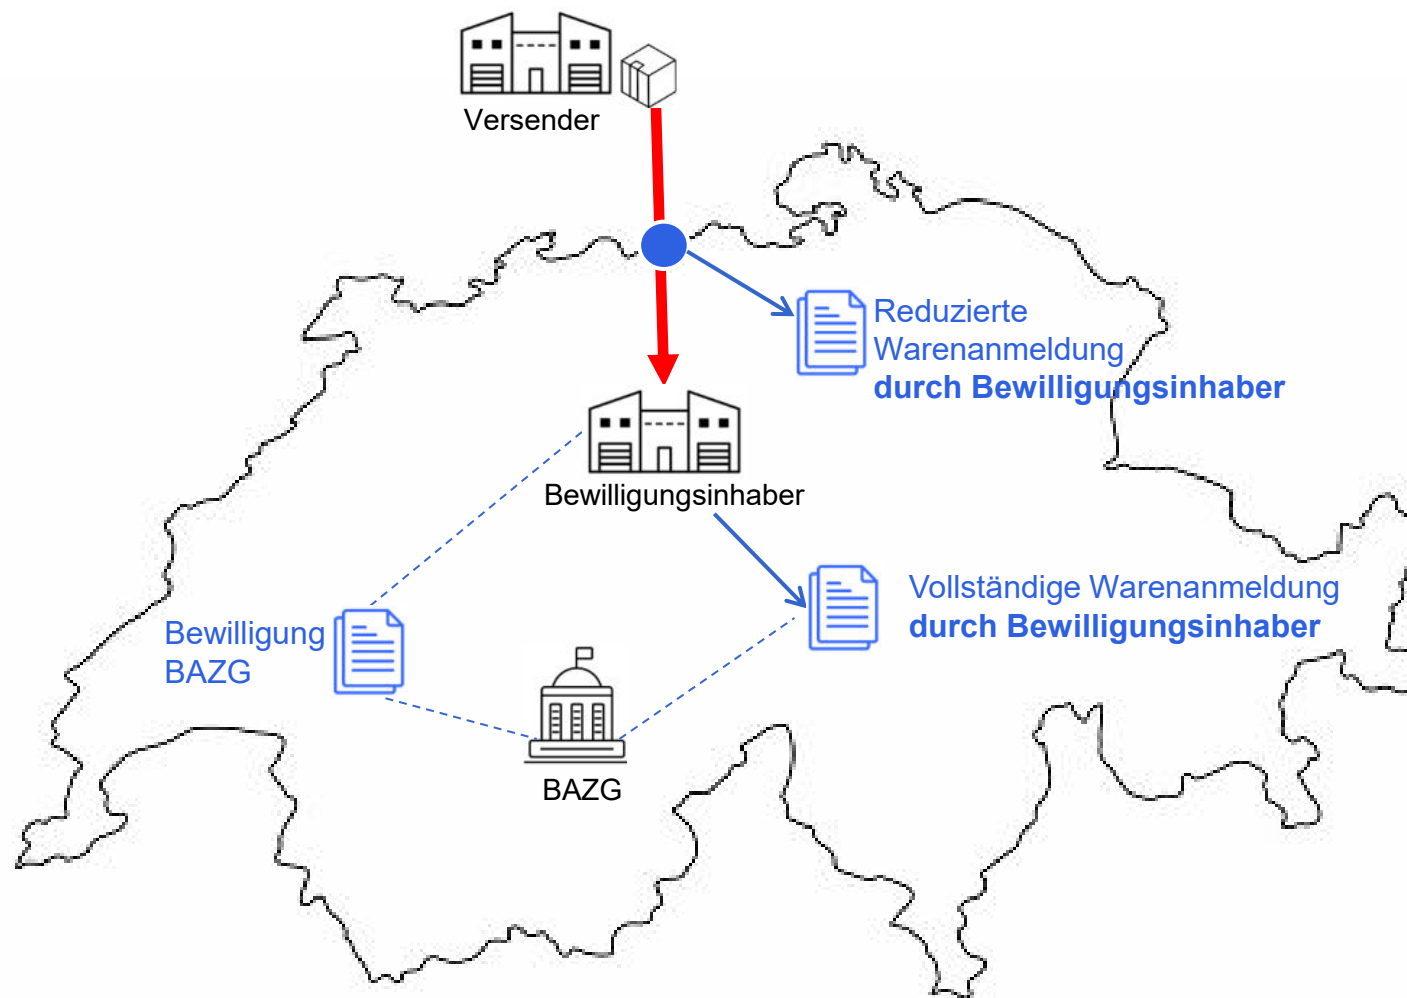 Versender
Reduzierte
Warenanmeldung
durch Bewilligungsinhaber
Bewilligungsinhaber
Vollständige Warenanmeldung
durch Bewilligungsinhaber
Bewilligung
BAZG
BAZG